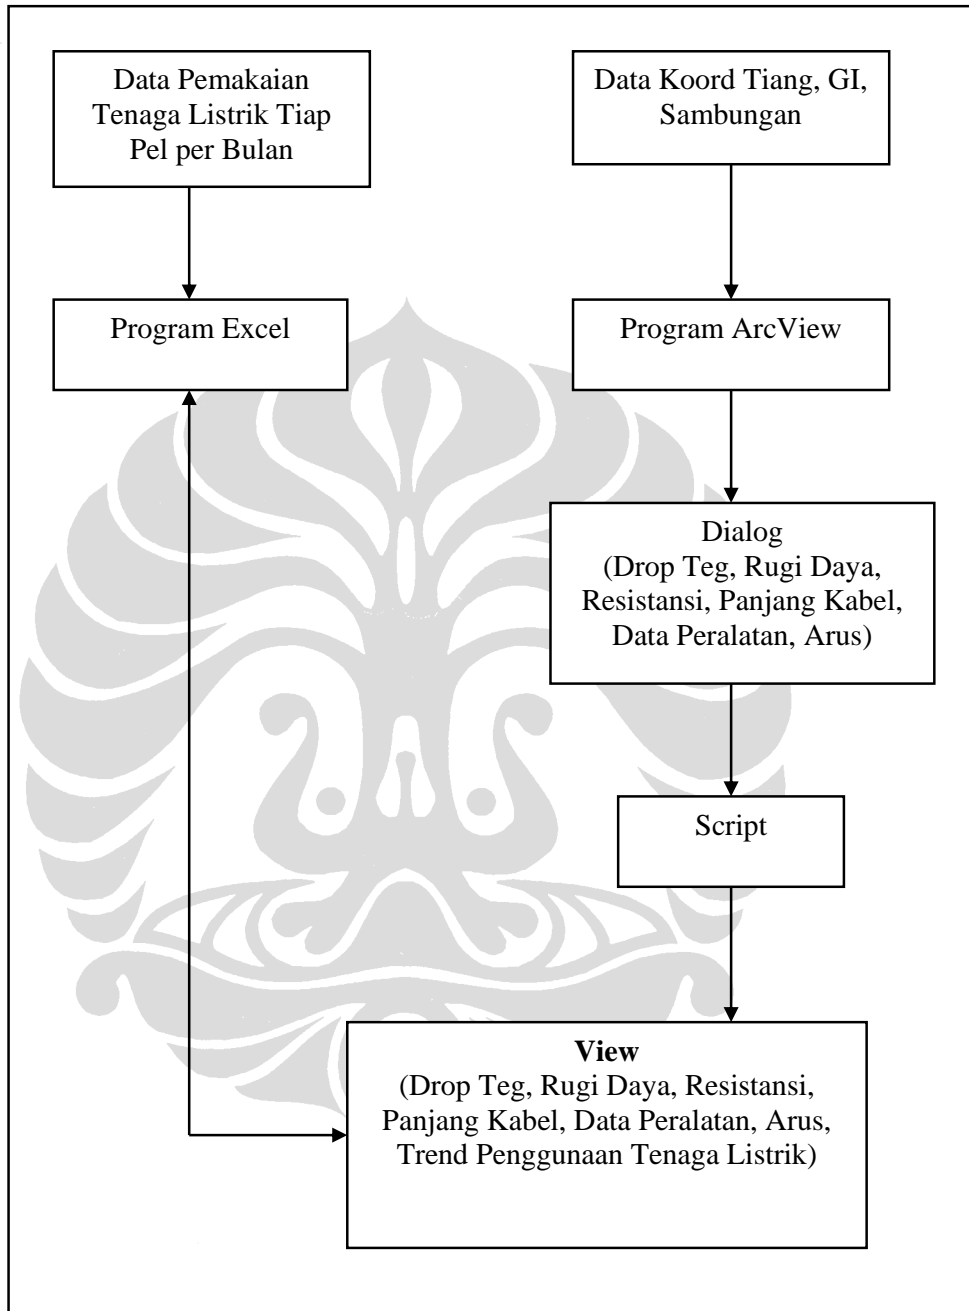 Data Pemakaian
Tenaga Listrik Tiap
Pel per Bulan
Data Koord Tiang, GI,
Sambungan
Program Excel
Program ArcView
Dialog
(Drop Teg, Rugi Daya,
Resistansi, Panjang Kabel,
Data Peralatan, Arus)
Script
View
(Drop Teg, Rugi Daya, Resistansi,
Panjang Kabel, Data Peralatan, Arus,
Trend Penggunaan Tenaga Listrik)